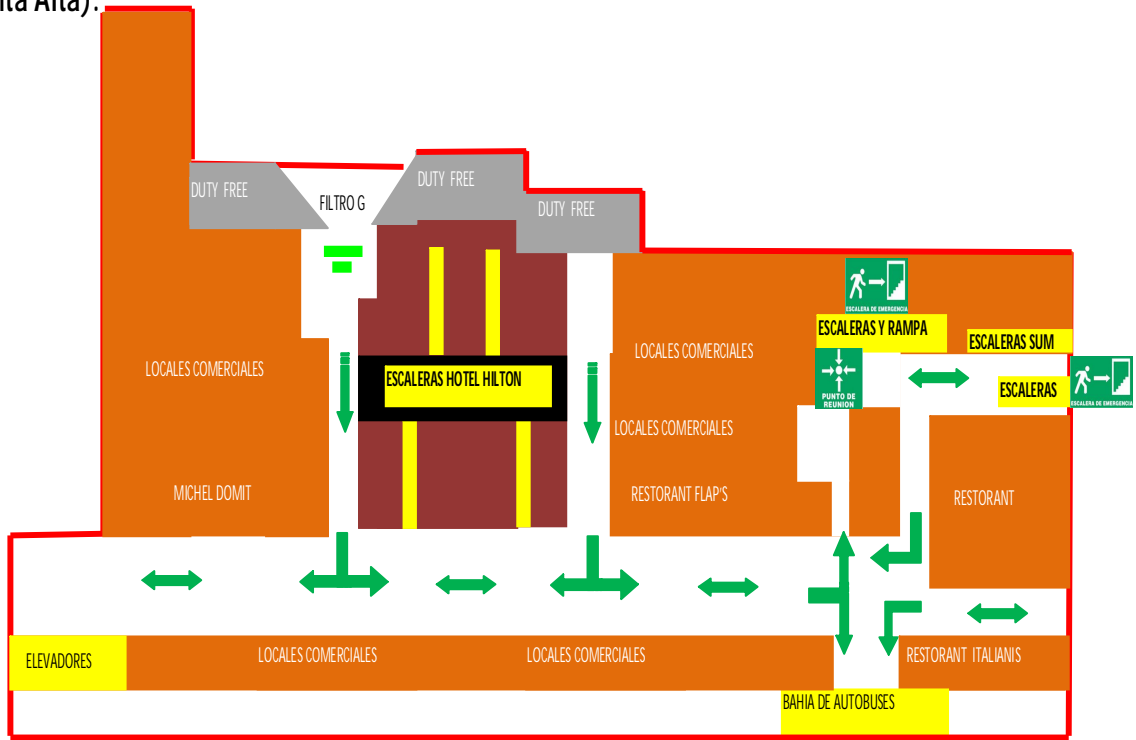 ta Alta).
DUTY FREE
FILTRO G
DUTY FREE
DUTY FREE
ESCALERA DE EMERGENCIA
ESCALERAS Y RAMPA
ESCALERAS SUM
LOCALES COMERCIALES
ESCALERAS HOTEL HILTON
LOCALES COMERCIALES
PUNTO DE
REUNION
ESCALERAS
ESCALERA DE EMERGENCIA
LOCALES COMERCIALES
MICHEL DOMIT
RESTORANT FLAP'S
RESTORANT
ELEVADORES
LOCALES COMERCIALES
LOCALES COMERCIALES
RESTORANT ITALIANIS
BAHIA DE AUTOBUSES